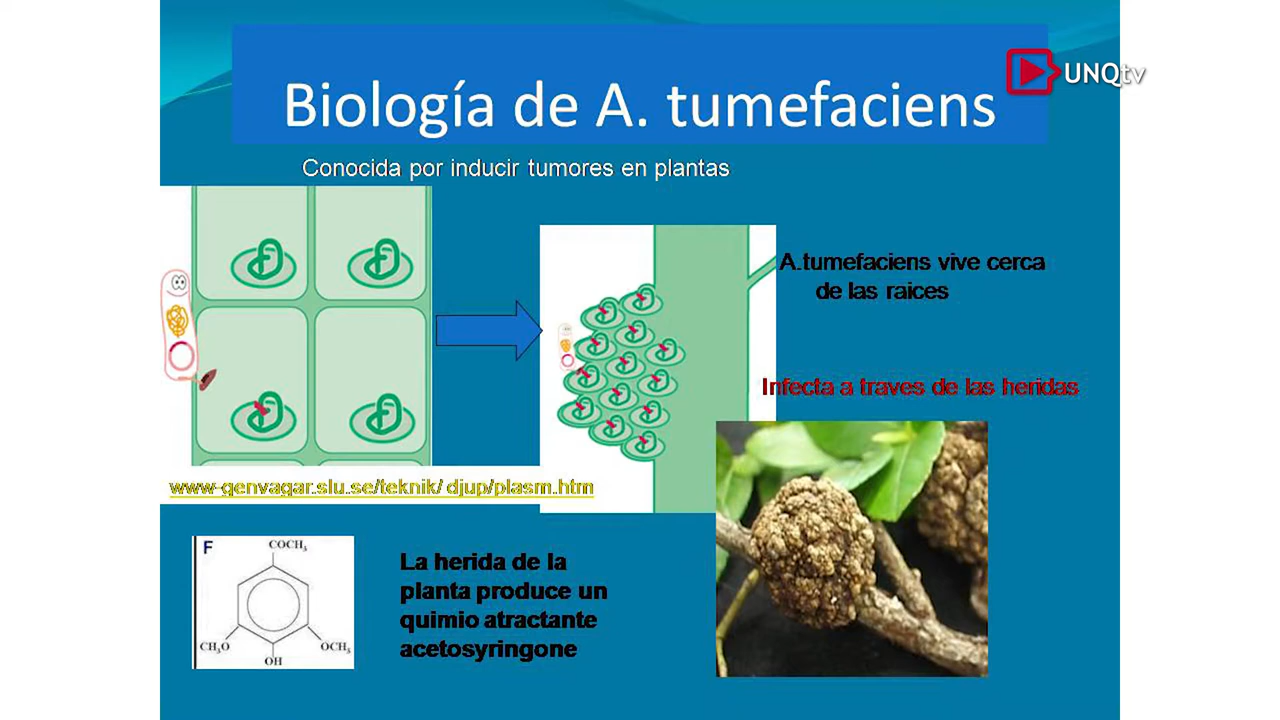 UNQtv
Biología de A. tumefaciens
Conocida por inducir tumores en plantas
A.tumefaciens vive cerca
de las raices
Infecta a traves de las heridas
www-genvagar.slu.se/teknik/ djup/plasm.htm
F
COCH3
CH3O
OCH3
OH
La herida de la
planta produce un
quimio atractante
acetosyringone